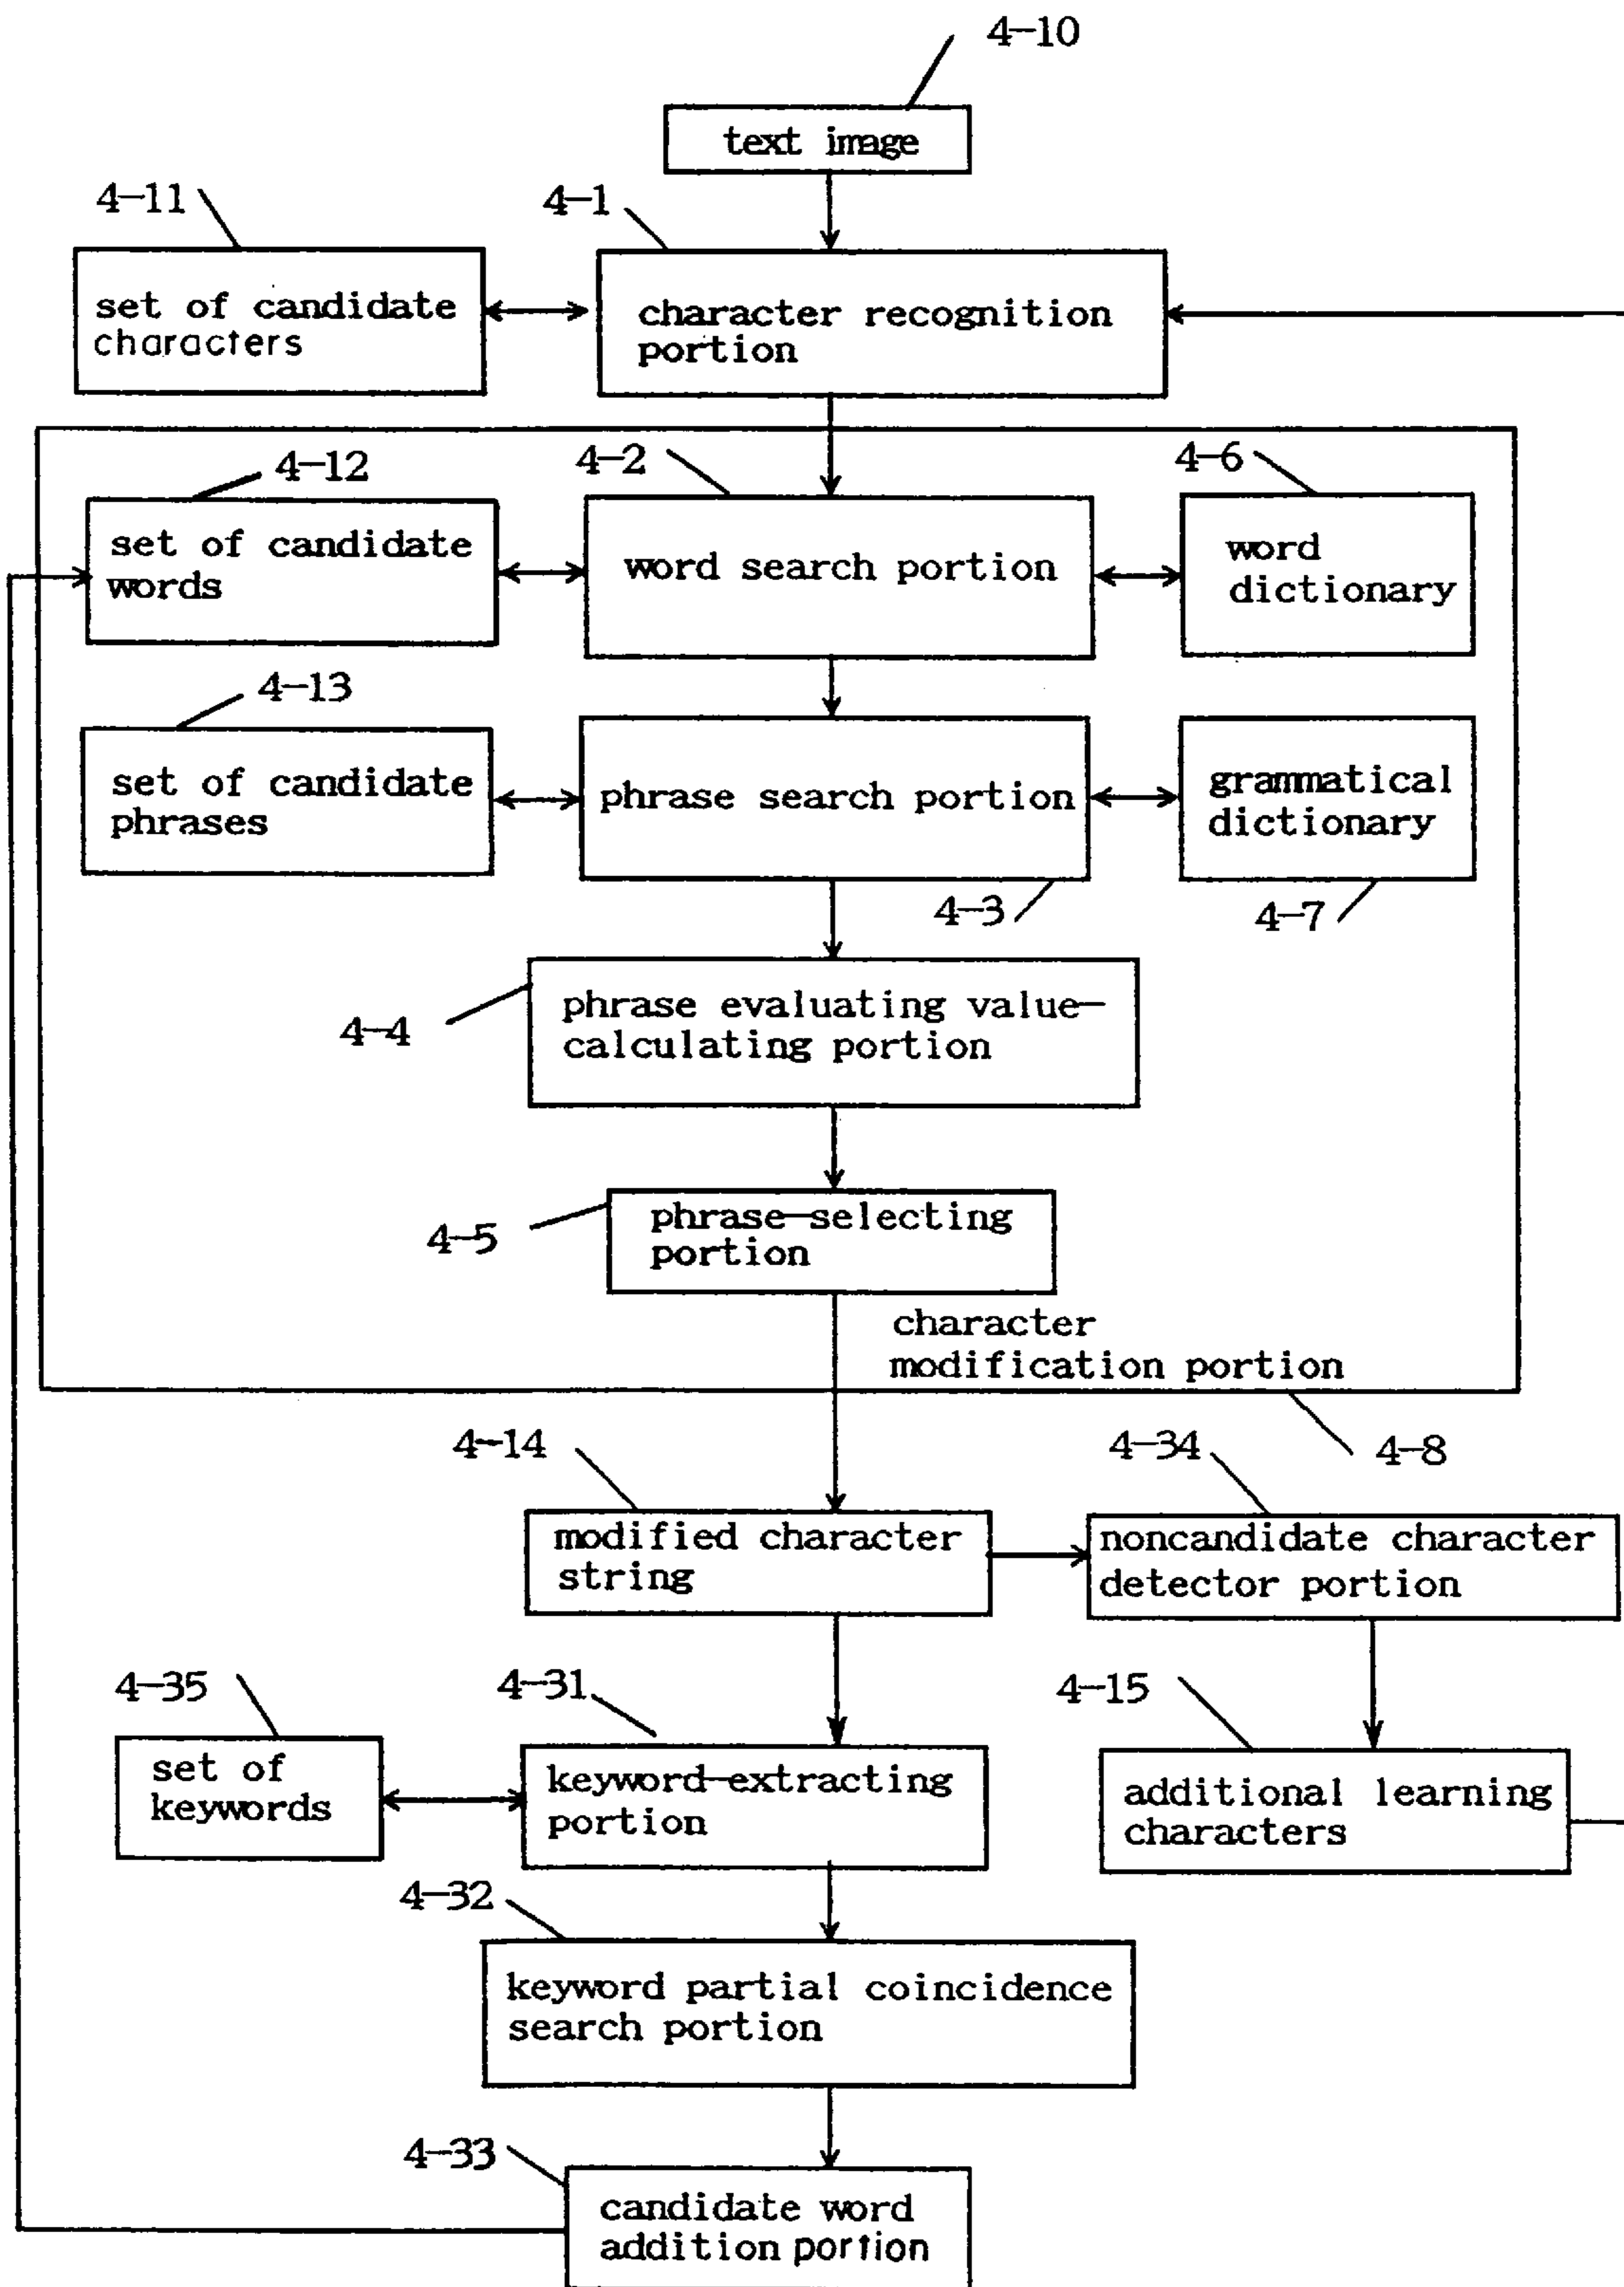 4-10
text image
4-11
4-1
set of candidate
characters
character recognition
portion
4-12
4-2
4-6
set of candidate
words
word search portion
word
dictionary
4-13
set of candidate
phrases
phrase search portion
grammatical
dictionary
4-3
4-7
4-4
phrase evaluating value-
calculating portion
4-5
phrase-selecting
portion
character
modification portion
4-8
4-14
4-34
modified character
string
noncandidate character
detector portion
4-35
4-31
4-15
set of
keywords
keyword-extracting
portion
additional learning
characters
4-32
keyword partial coincidence
search portion
4-33
candidate word
addition portion